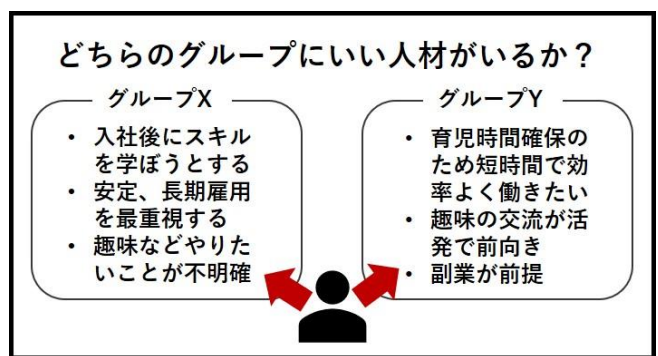 どちらのグループにいい人材がいるか？
グループX
• 入社後にスキル
を学ぼうとする
• 安定、長期雇用
を最重視する
• 趣味などやりた
いことが不明確
グループY
• 育児時間確保の
ため短時間で効
率よく働きたい
• 趣味の交流が活
発で前向き
• 副業が前提